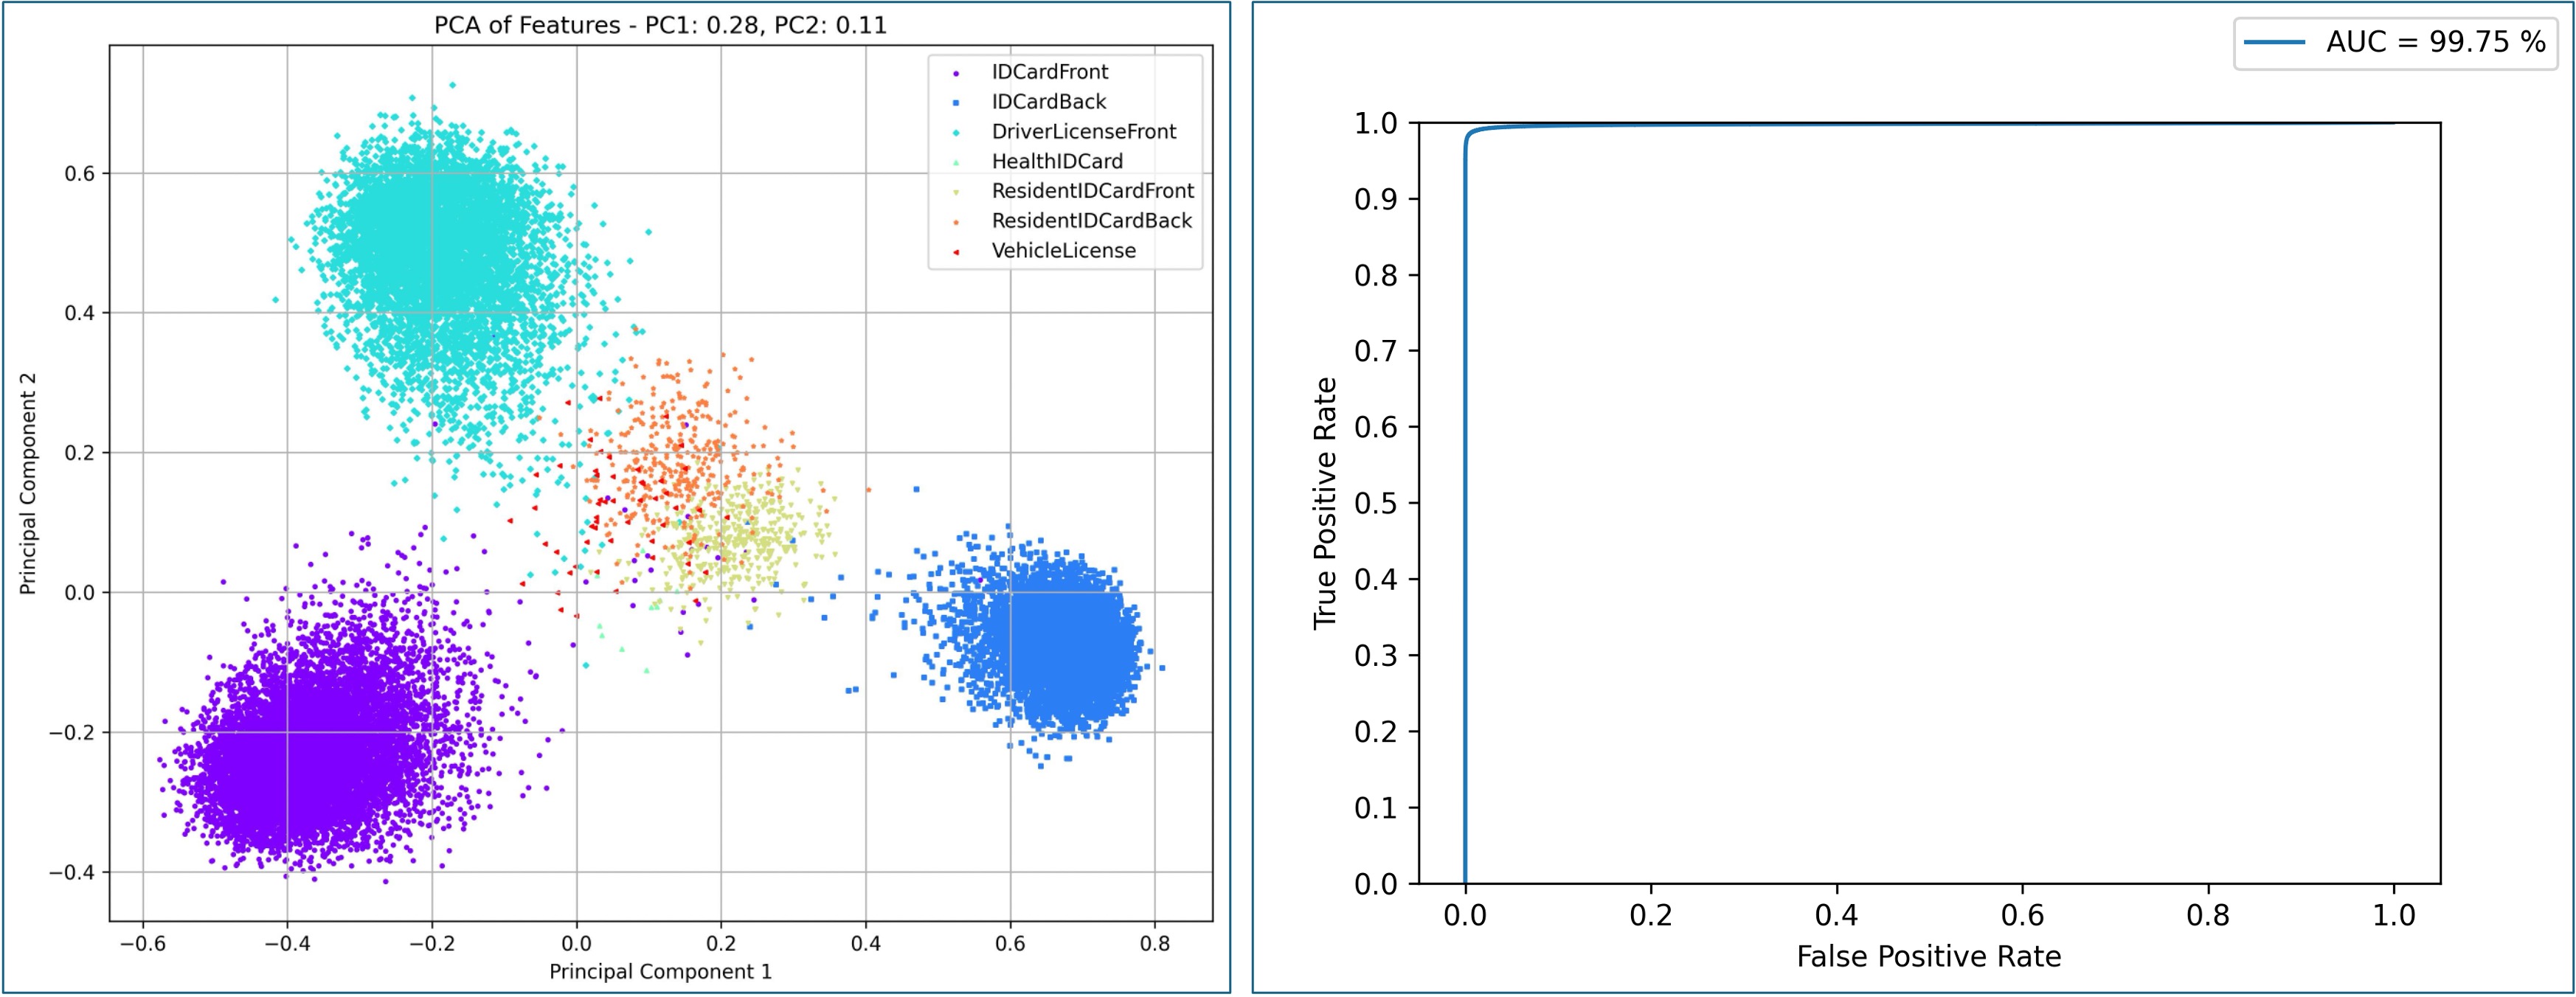 PCA of Features - PC1: 0.28, PC2: 0.11
IDCardFront
IDCardBack
DriverLicenseFront
HealthIDCard
ResidentIDCardFront
ResidentIDCardBack
VehicleLicense
Principal Component 2
0.6
0.4
0.2
0.0
−0.2
−0.4
−0.6
−0.4
−0.2
0.0
0.2
0.4
0.6
0.8
Principal Component 1
AUC = 99.75 %
True Positive Rate
1.0
0.9
0.8
0.7
0.6
0.5
0.4
0.3
0.2
0.1
0.0
0.0
0.2
0.4
0.6
0.8
1.0
False Positive Rate